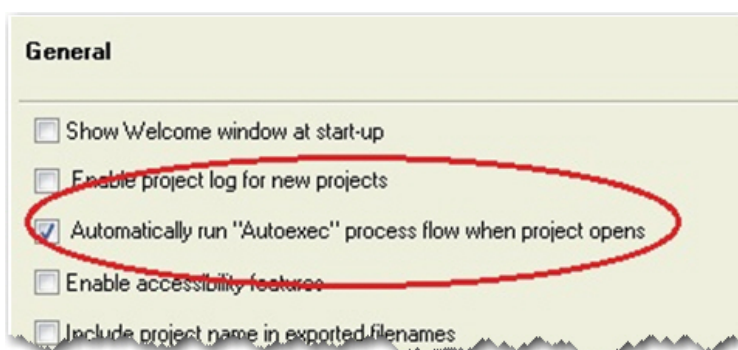 General
Show Welcome window at start-up
Enable project log for new projects
Automatically run "Autoexec" process flow when project opens
Enable accessibility features
Include project name in exported filenames